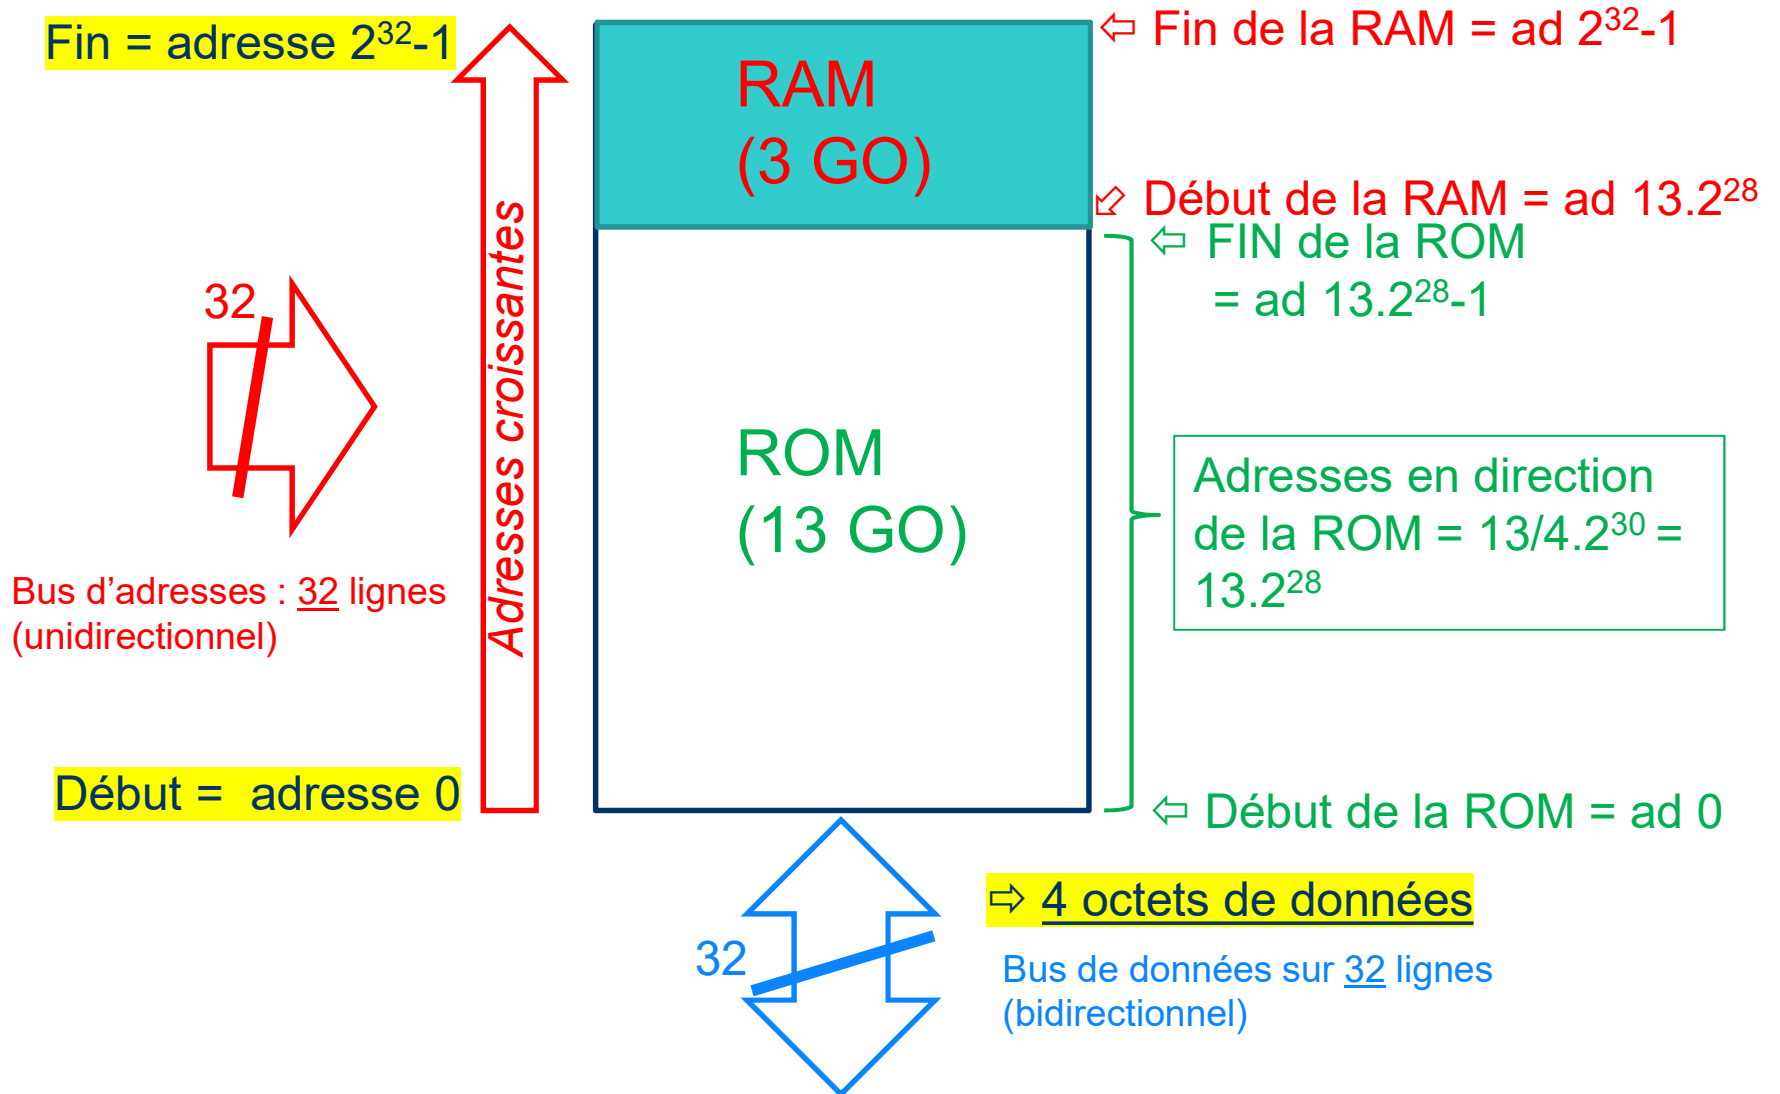 Fin = adresse 2³²-1
⇦ Fin de la RAM = ad 2³²-1
RAM
(3 GO)
⬃ Début de la RAM = ad 13.2²⁸
⇦ FIN de la ROM
= ad 13.2²⁸-1
Adresses croissantes
32
ROM
(13 GO)
Adresses en direction
de la ROM = 13/4.2³⁰ =
13.2²⁸
Bus d’adresses : 32 lignes
(unidirectionnel)
Début = adresse 0
⇦ Début de la ROM = ad 0
⇨ 4 octets de données
32
Bus de données sur 32 lignes
(bidirectionnel)